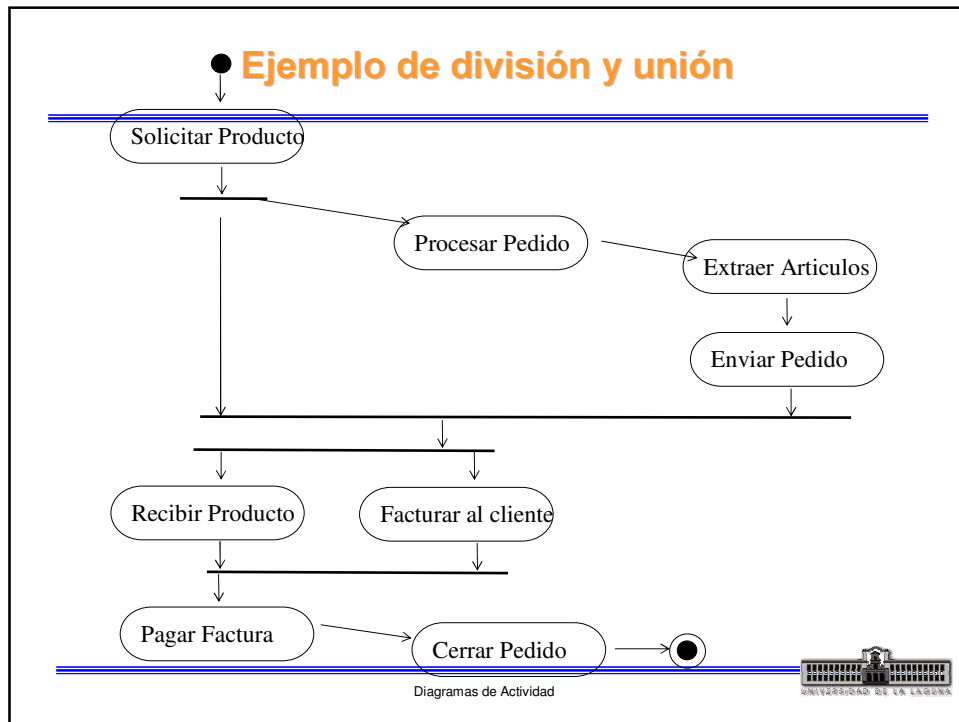 Ejemplo de división y unión
Solicitar Producto
Procesar Pedido
Extraer Articulos
Enviar Pedido
Recibir Producto
Facturar al cliente
Pagar Factura
Cerrar Pedido
Diagramas de Actividad
UNIVERSIDAD DE LA LAGUNA